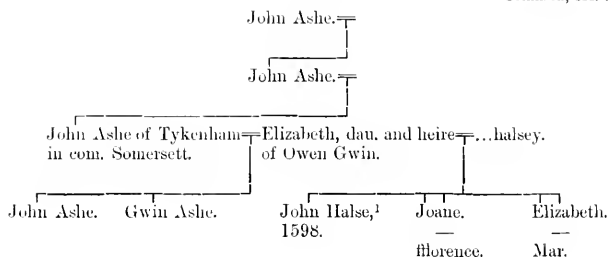 John Ashe.
John Ashe.
John Ashe of Tykenham Elizabeth, dau. and heire ...halsey.
in com. Somersett. of Owen Gwin.
John Ashe. Gwin Ashe. John Halse,¹ Joane. Elizabeth.
1598. — —
fflorence. Mar.